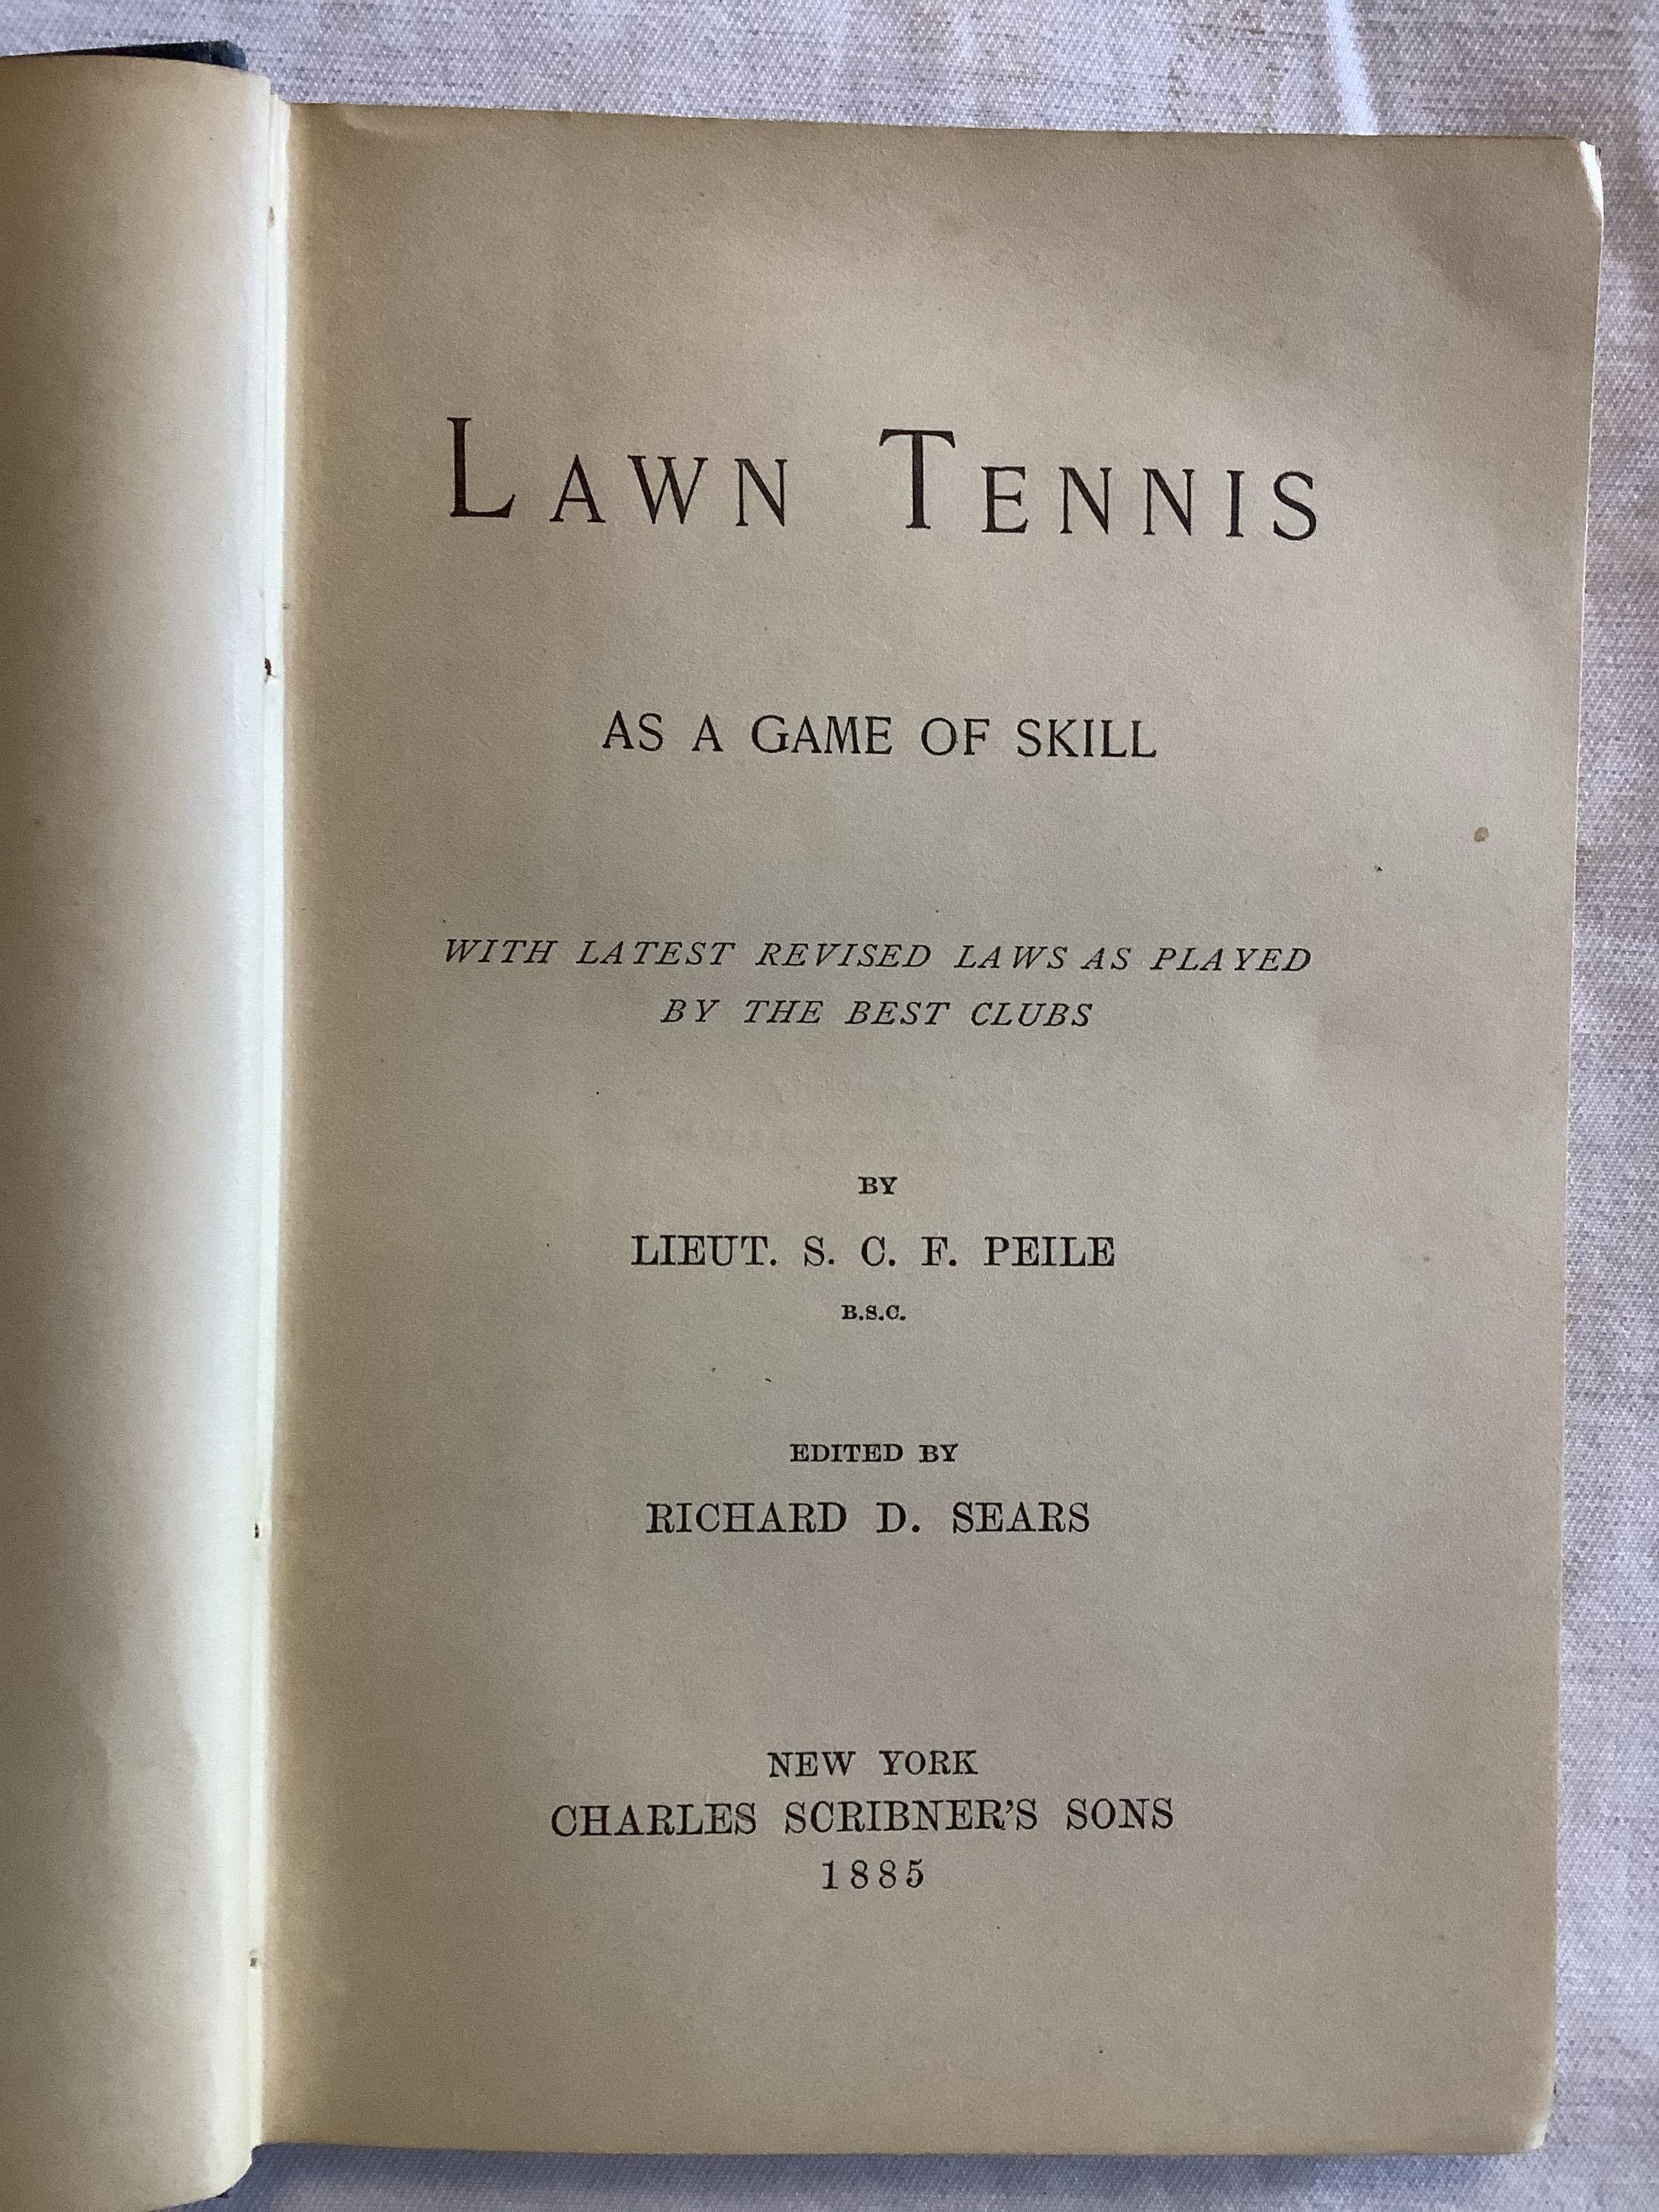 LAWN TENNIS
AS A GAME OF SKILL
WITH LATEST REVISED LAWS AS PLAYED
BY THE BEST CLUBS
BY
LIEUT. S. C. F. PEILE
B.S.C.
EDITED BY
RICHARD D. SEARS
NEW YORK
CHARLES SCRIBNER'S SONS
1885